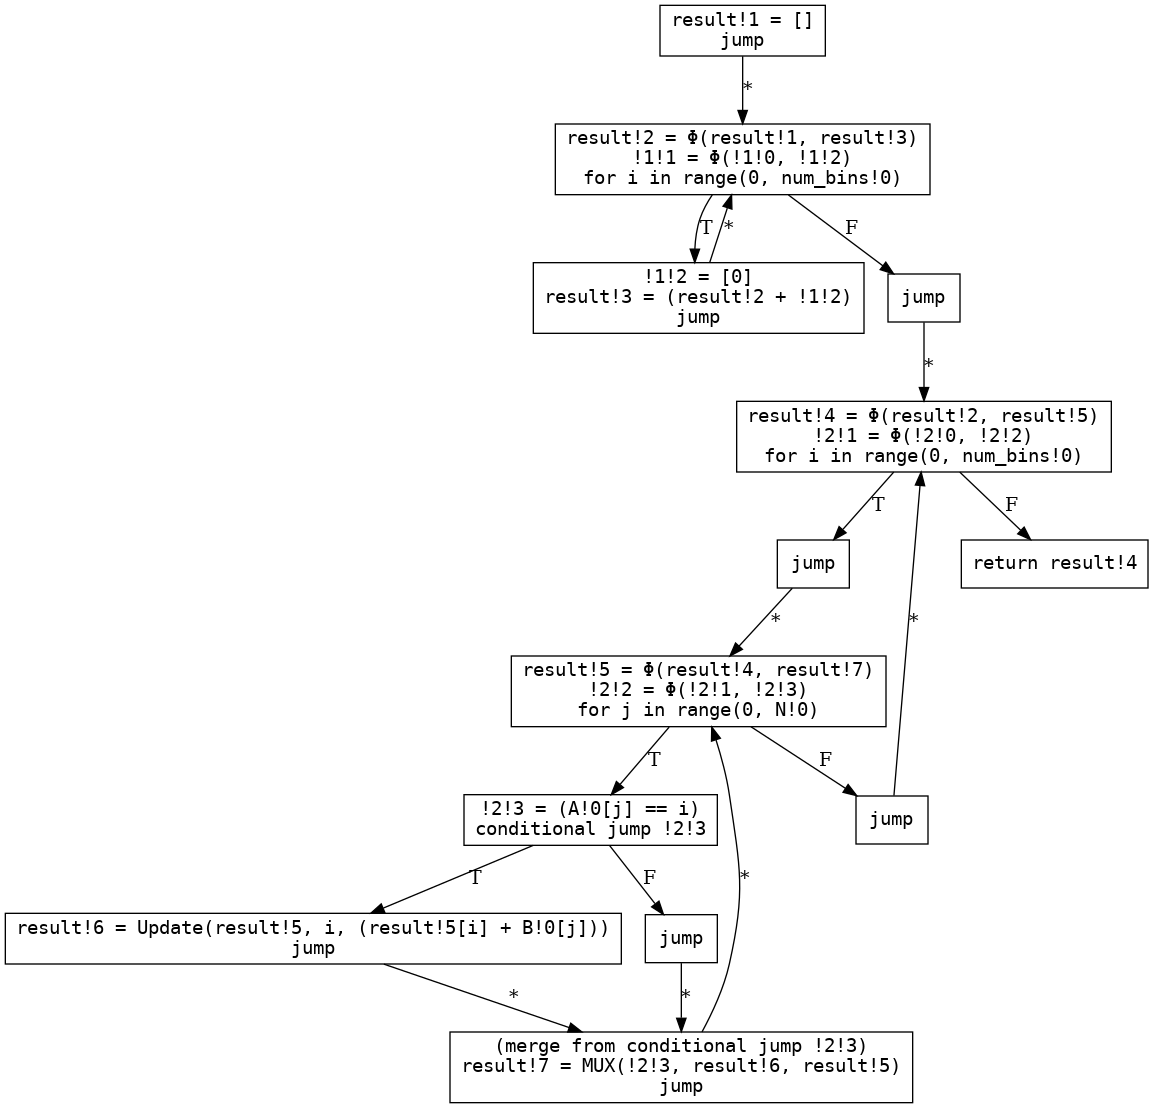 result!1 = []
jump
*
result!2 = Φ(result!1, result!3)
!1!1 = Φ(!1!0, !1!2)
for i in range(0, num_bins!0)
T
*
F
!1!2 = [0]
result!3 = (result!2 + !1!2)
jump
jump
*
result!4 = Φ(result!2, result!5)
!2!1 = Φ(!2!0, !2!2)
for i in range(0, num_bins!0)
T
F
jump
return result!4
*
*
result!5 = Φ(result!4, result!7)
!2!2 = Φ(!2!1, !2!3)
for j in range(0, N!0)
T
F
!2!3 = (A!0[j] == i)
conditional jump !2!3
jump
T
F
*
result!6 = Update(result!5, i, (result!5[i] + B!0[j]))
jump
jump
*
*
(merge from conditional jump !2!3)
result!7 = MUX(!2!3, result!6, result!5)
jump